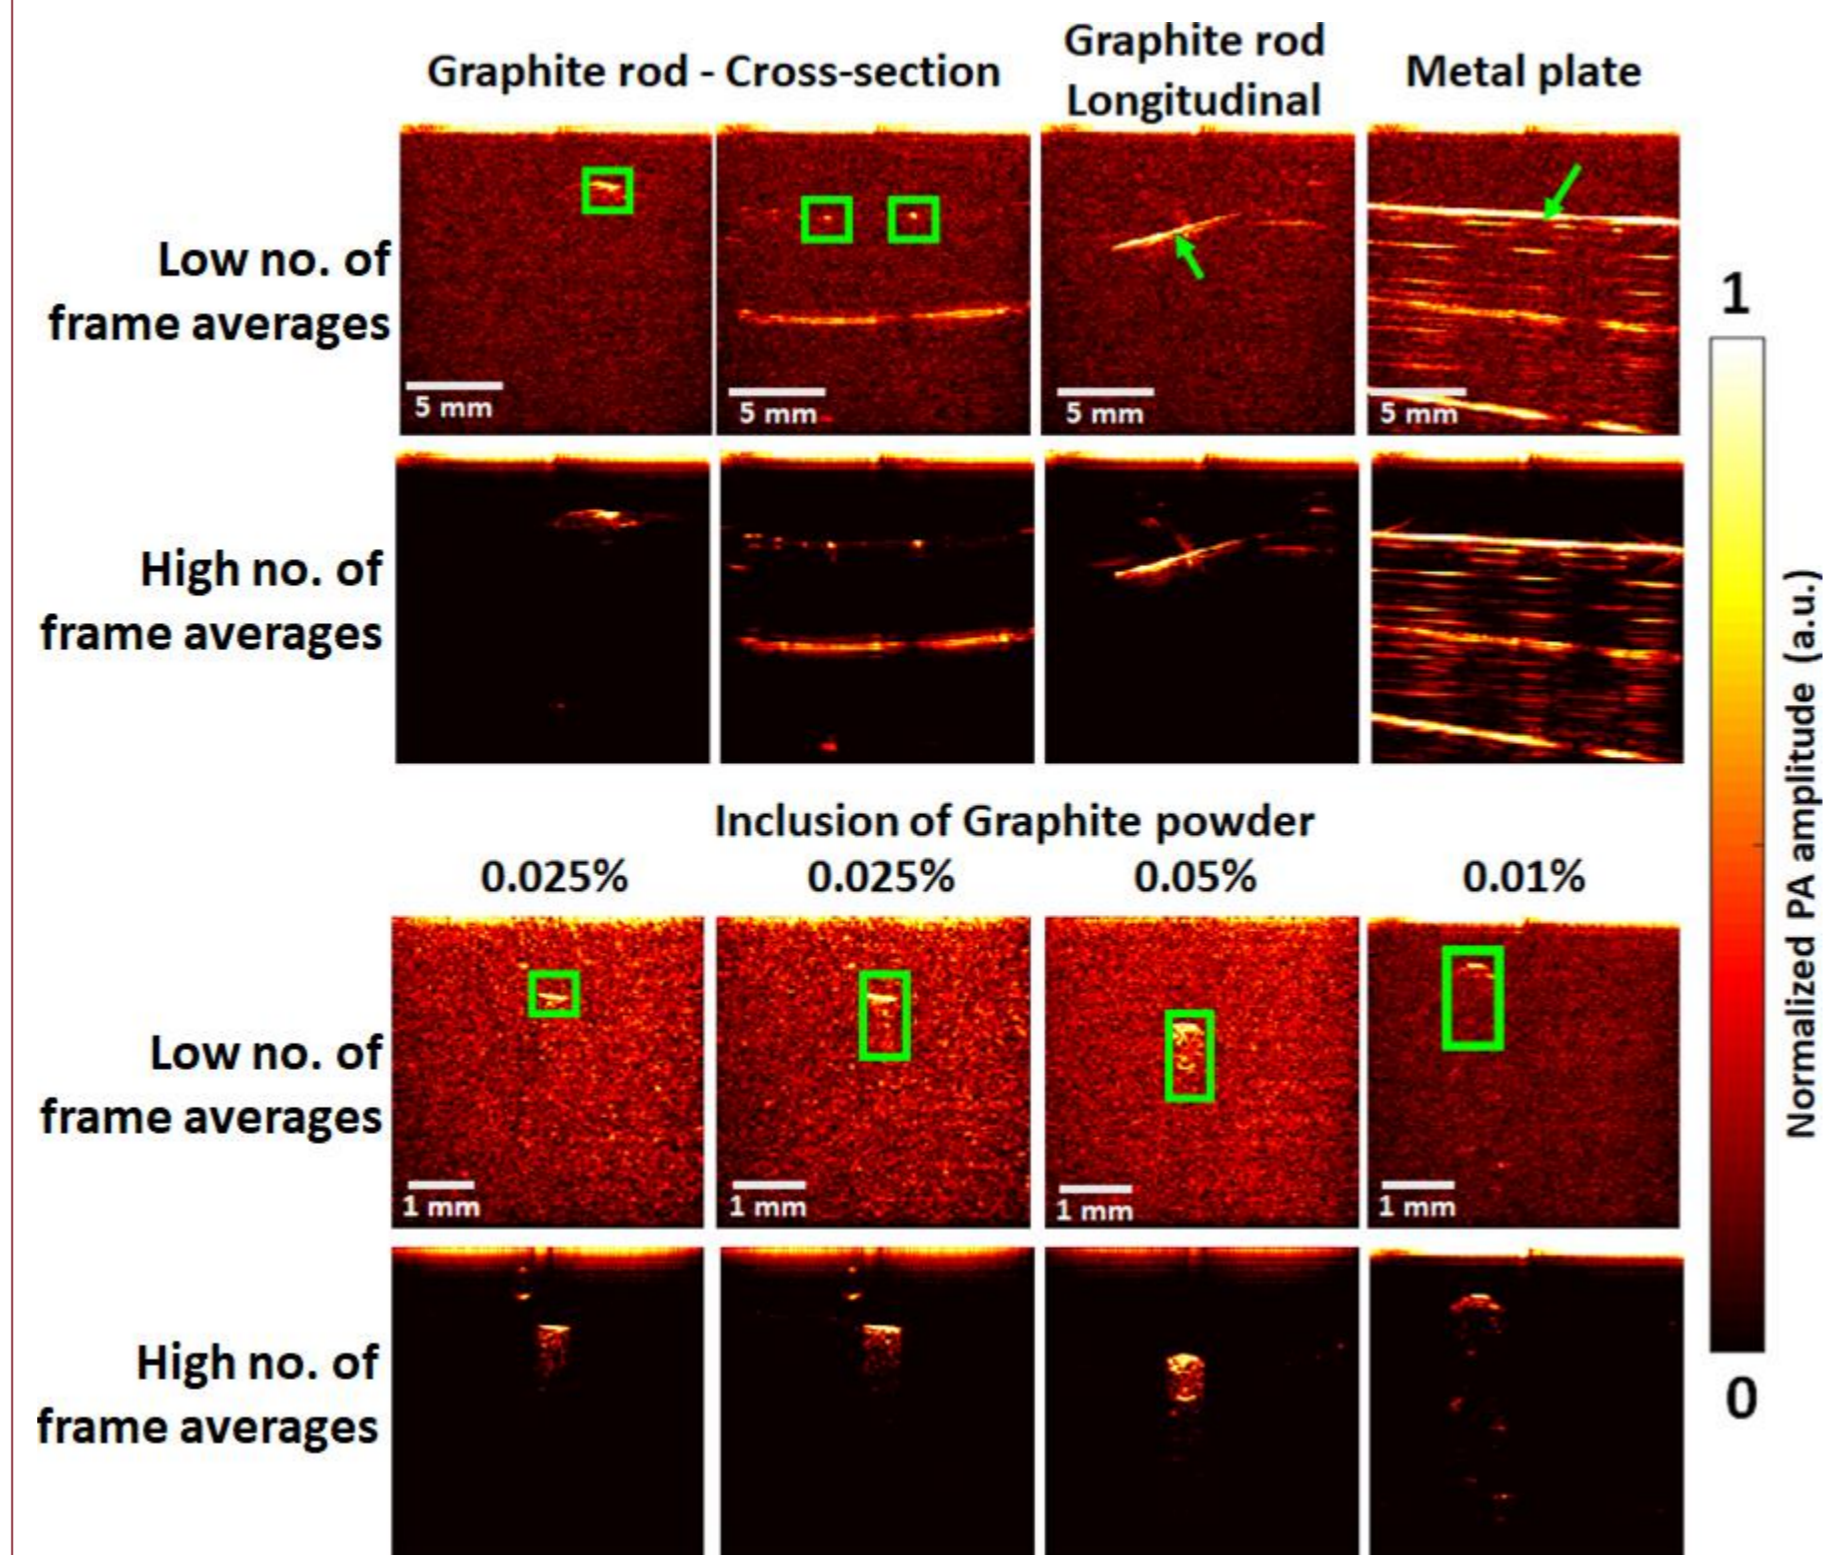 Graphite rod - Cross-section
Graphite rod
Longitudinal
Metal plate
Low no. of
frame averages
5 mm
5 mm
5 mm
5 mm
High no. of
frame averages
Inclusion of Graphite powder
0.025%
0.025%
0.05%
0.01%
Low no. of
frame averages
1 mm
1 mm
1 mm
1 mm
High no. of
frame averages
1
Normalized PA amplitude (a.u.)
0